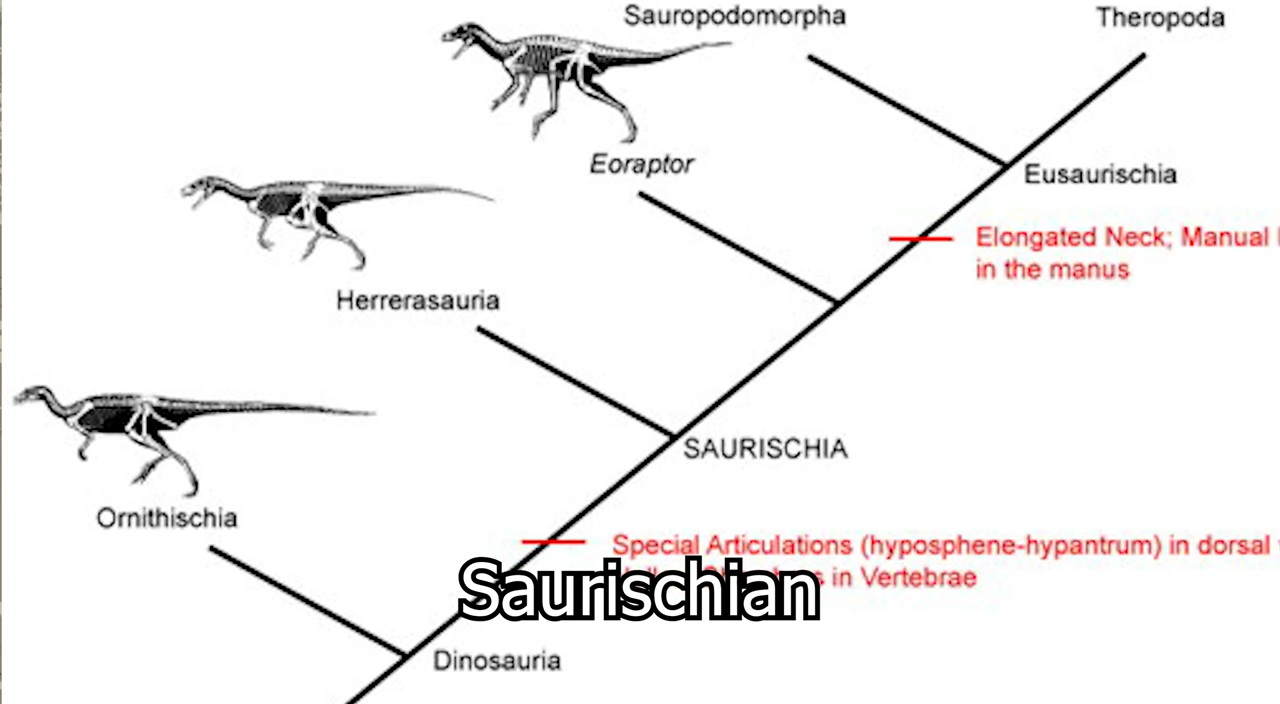 Sauropodomorpha
Theropoda
Eoraptor
Eusaurischia
Elongated Neck; Manual
in the manus
Herrerasauria
SAURISCHIA
Ornithischia
Special Articulations (hyposphene-hypantrum) in dorsal
in Vertebrae
Saurischian
Dinosauria